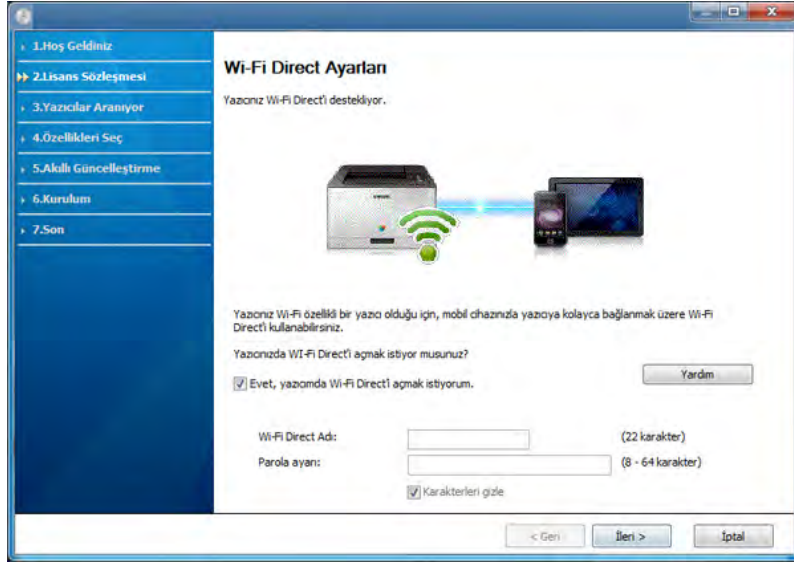 1.Hoş Geldiniz
2.Lisans Sözleşmesi
3.Yazıcılar Aranıyor
4.Özellikleri Seç
5.Akıllı Güncelleştirme
6.Kurulum
7.Son
Wi-Fi Direct Ayarları
Yazıcınız Wi-Fi Direct'i destekliyor.
Yazıcınız Wi-Fi özellikli bir yazıcı olduğu için, mobil cihazınızla yazıcıya kolayca bağlanmak üzere Wi-Fi
Direct'i kullanabilirsiniz.
Yazıcınızda WI-Fi Direct'i açmak istiyor musunuz?
Yardım
Evet, yazıcımda Wi-Fi Direct'i açmak istiyorum.
Wi-Fi Direct Adı: (22 karakter)
Parola ayarı: (8 - 64 karakter)
Karakterleri gizle
< Geri İleri > İptal